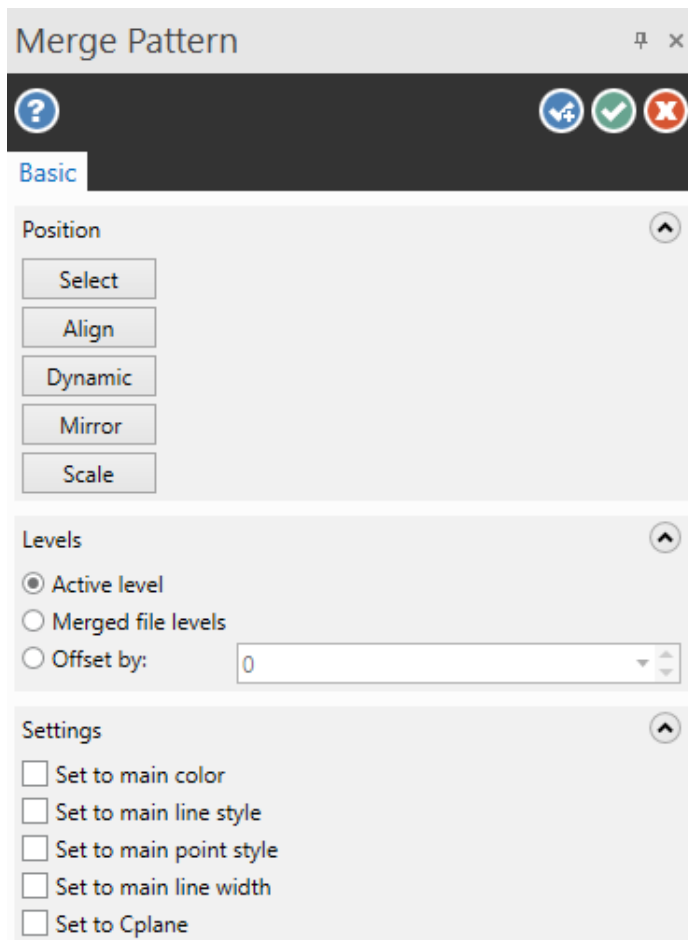 Merge Pattern
Basic
Position
Select
Align
Dynamic
Mirror
Scale
Levels
Active level
Merged file levels
Offset by: 0
Settings
Set to main color
Set to main line style
Set to main point style
Set to main line width
Set to Cplane